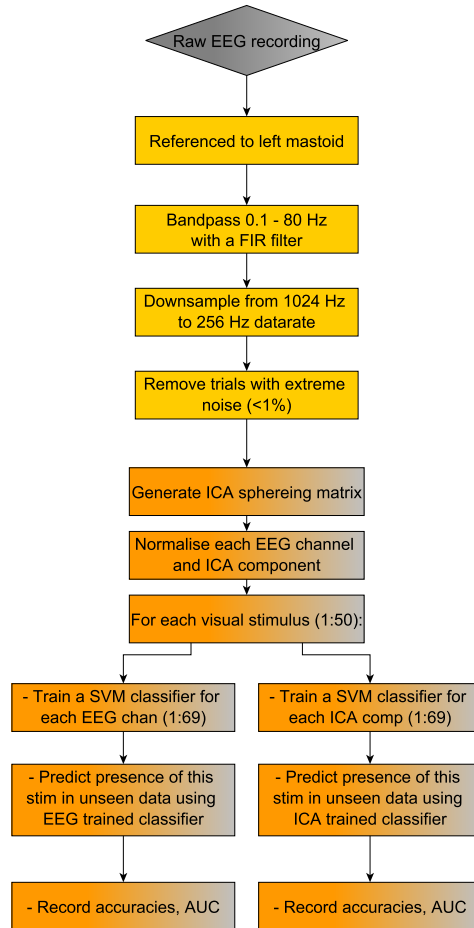 Raw EEG recording
Referenced to left mastoid
Bandpass 0.1 - 80 Hz
with a FIR filter
Downsample from 1024 Hz
to 256 Hz datarate
Remove trials with extreme
noise (<1%)
Generate ICA sphereing matrix
Normalise each EEG channel
and ICA component
For each visual stimulus (1:50):
- Train a SVM classifier for
each EEG chan (1:69)
- Predict presence of this
stim in unseen data using
EEG trained classifier
- Record accuracies, AUC
- Train a SVM classifier for
each ICA comp (1:69)
- Predict presence of this
stim in unseen data using
ICA trained classifier
- Record accuracies, AUC